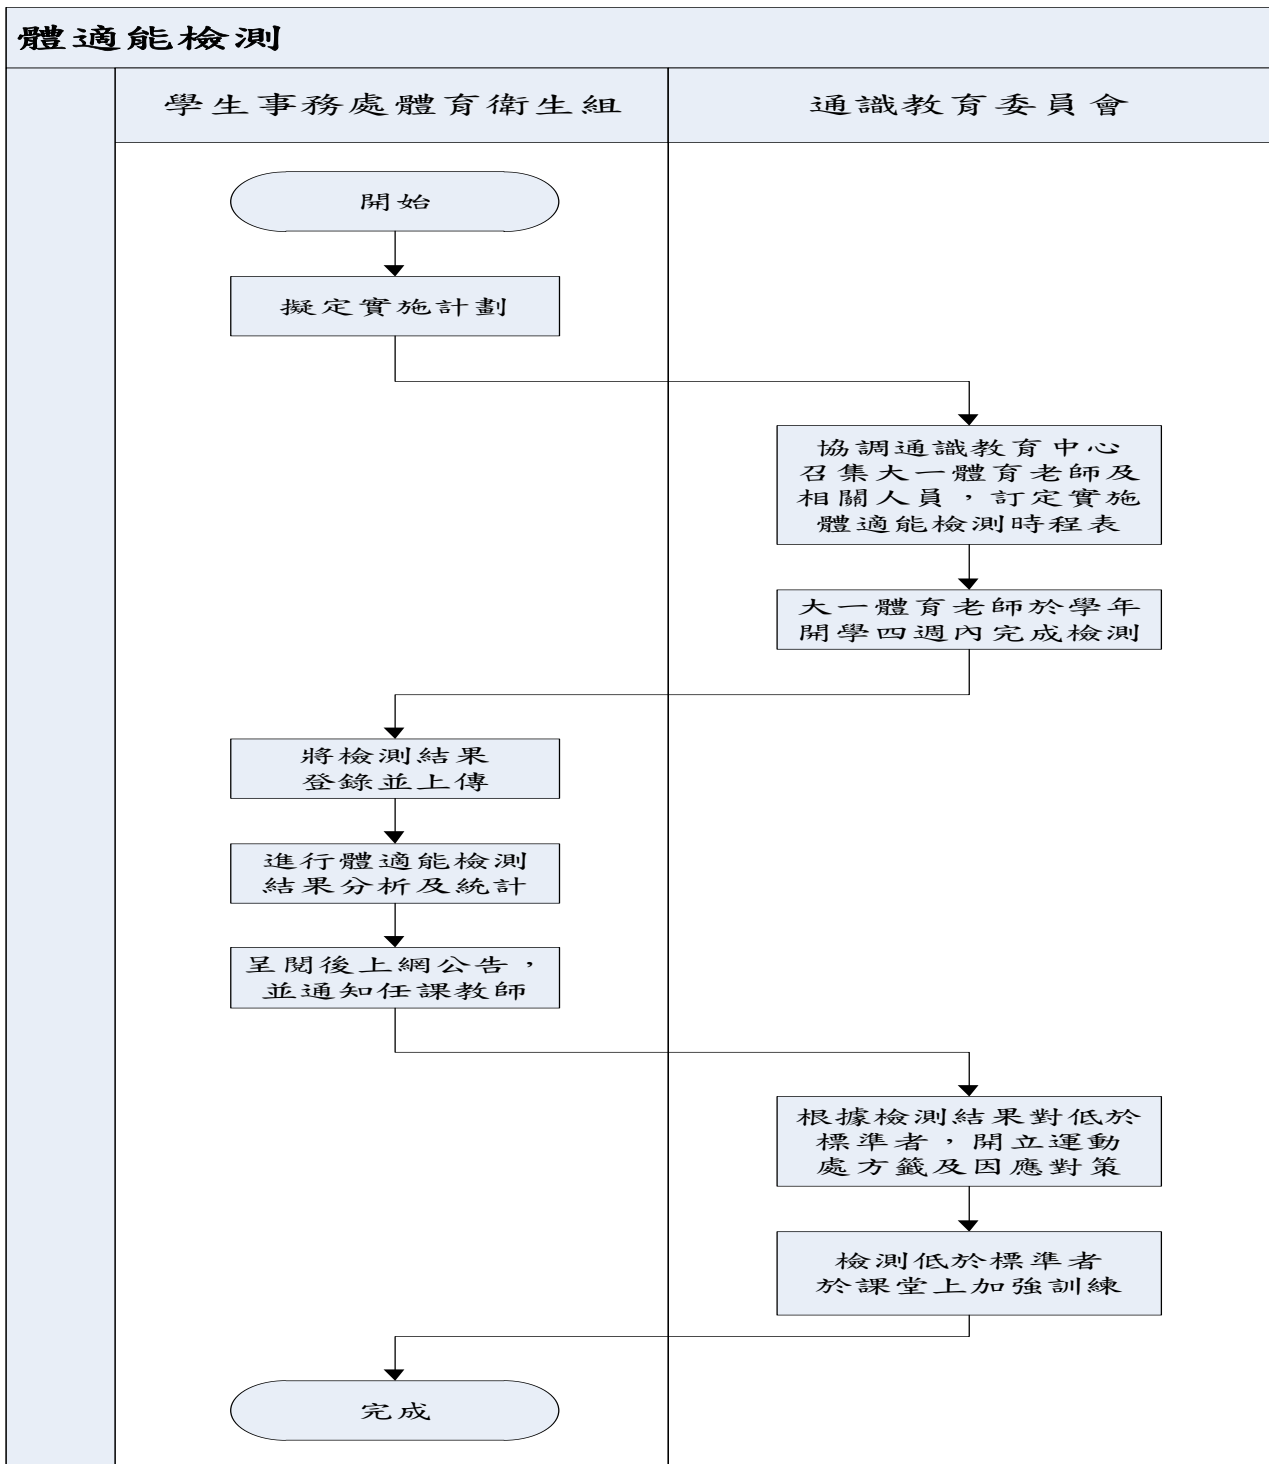 體適能檢測
學生事務處體育衛生組
通識教育委員會
開始
擬定實施計劃
協調通識教育中心
召集大一體育老師及
相關人員，訂定實施
體適能檢測時程表
大一體育老師於學年
開學四週內完成檢測
將檢測結果
登錄並上傳
進行體適能檢測
結果分析及統計
呈閱後上網公告，
並通知任課教師
根據檢測結果對低於
標準者，開立運動
處方籤及因應對策
檢測低於標準者
於課堂上加強訓練
完成